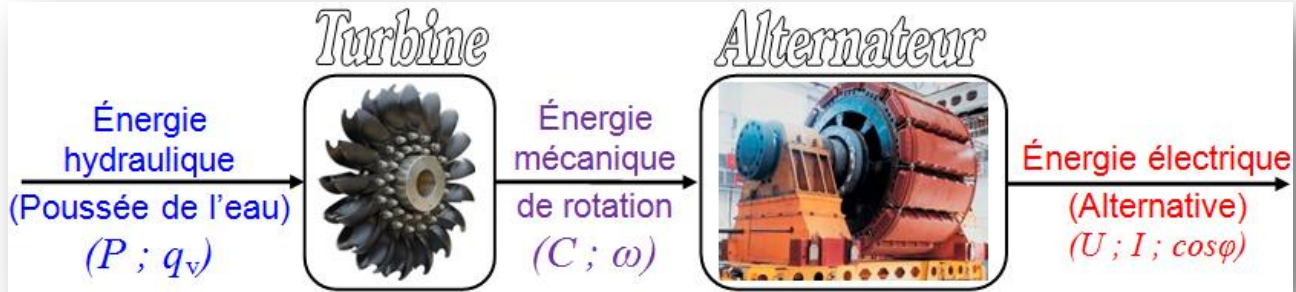 Turbine
Alternateur
Énergie
hydraulique
(Poussée de l'eau)
(P ; qv)
Énergie
mécanique
de rotation
(C ; ω)
Énergie électrique
(Alternative)
(U ; I ; cosφ)